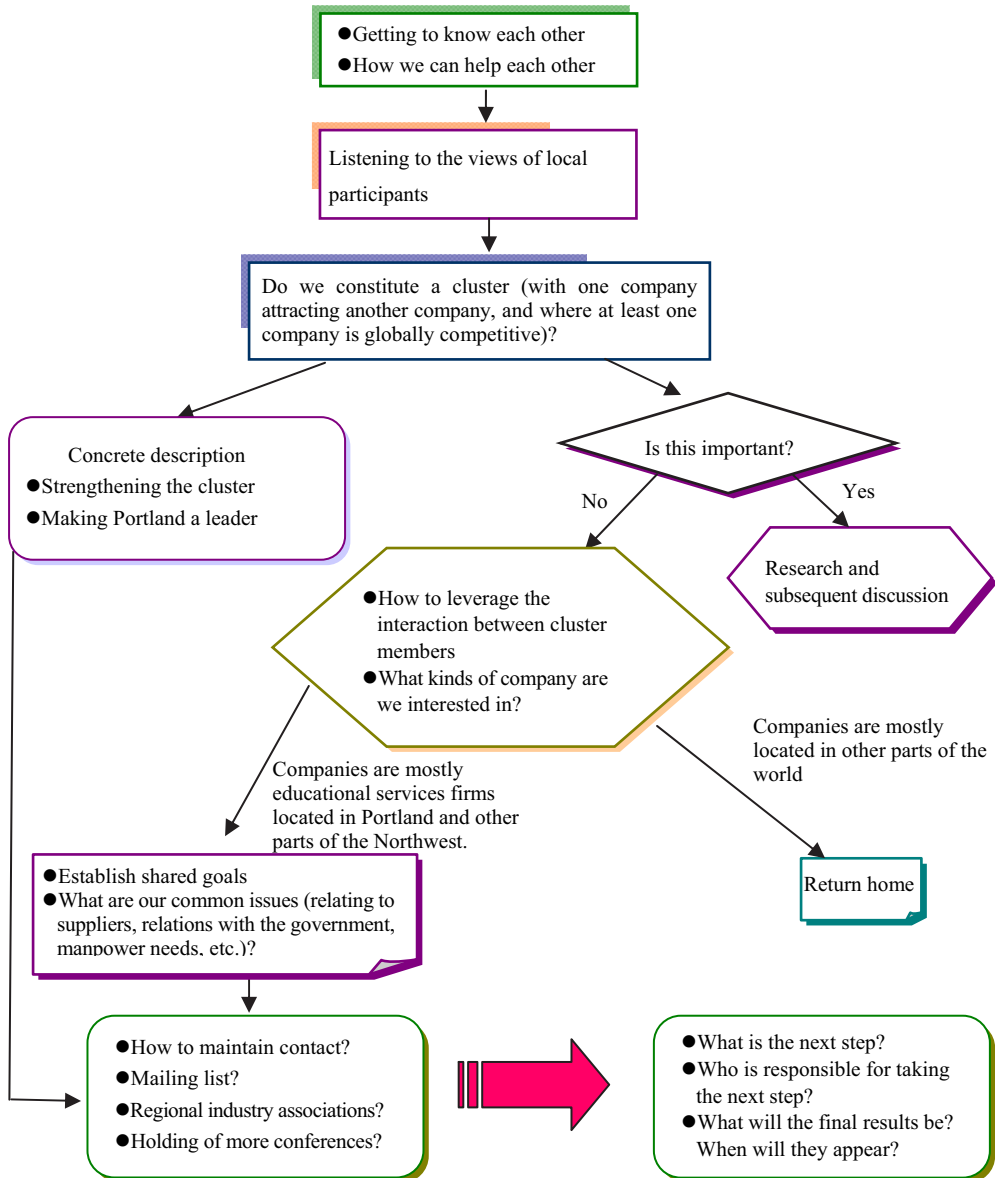 ●Getting to know each other
●How we can help each other
Listening to the views of local
participants
Do we constitute a cluster (with one company
attracting another company, and where at least one
company is globally competitive)?
Concrete description
●Strengthening the cluster
●Making Portland a leader
Is this important?
No
Yes
Research and
subsequent discussion
●How to leverage the
interaction between cluster
members
●What kinds of company are
we interested in?
Companies are mostly
located in other parts of the
world
Companies are mostly
educational services firms
located in Portland and other
parts of the Northwest.
Return home
●Establish shared goals
●What are our common issues (relating to
suppliers, relations with the government,
manpower needs, etc.)?
●How to maintain contact?
●Mailing list?
●Regional industry associations?
●Holding of more conferences?
●What is the next step?
●Who is responsible for taking
the next step?
●What will the final results be?
When will they appear?